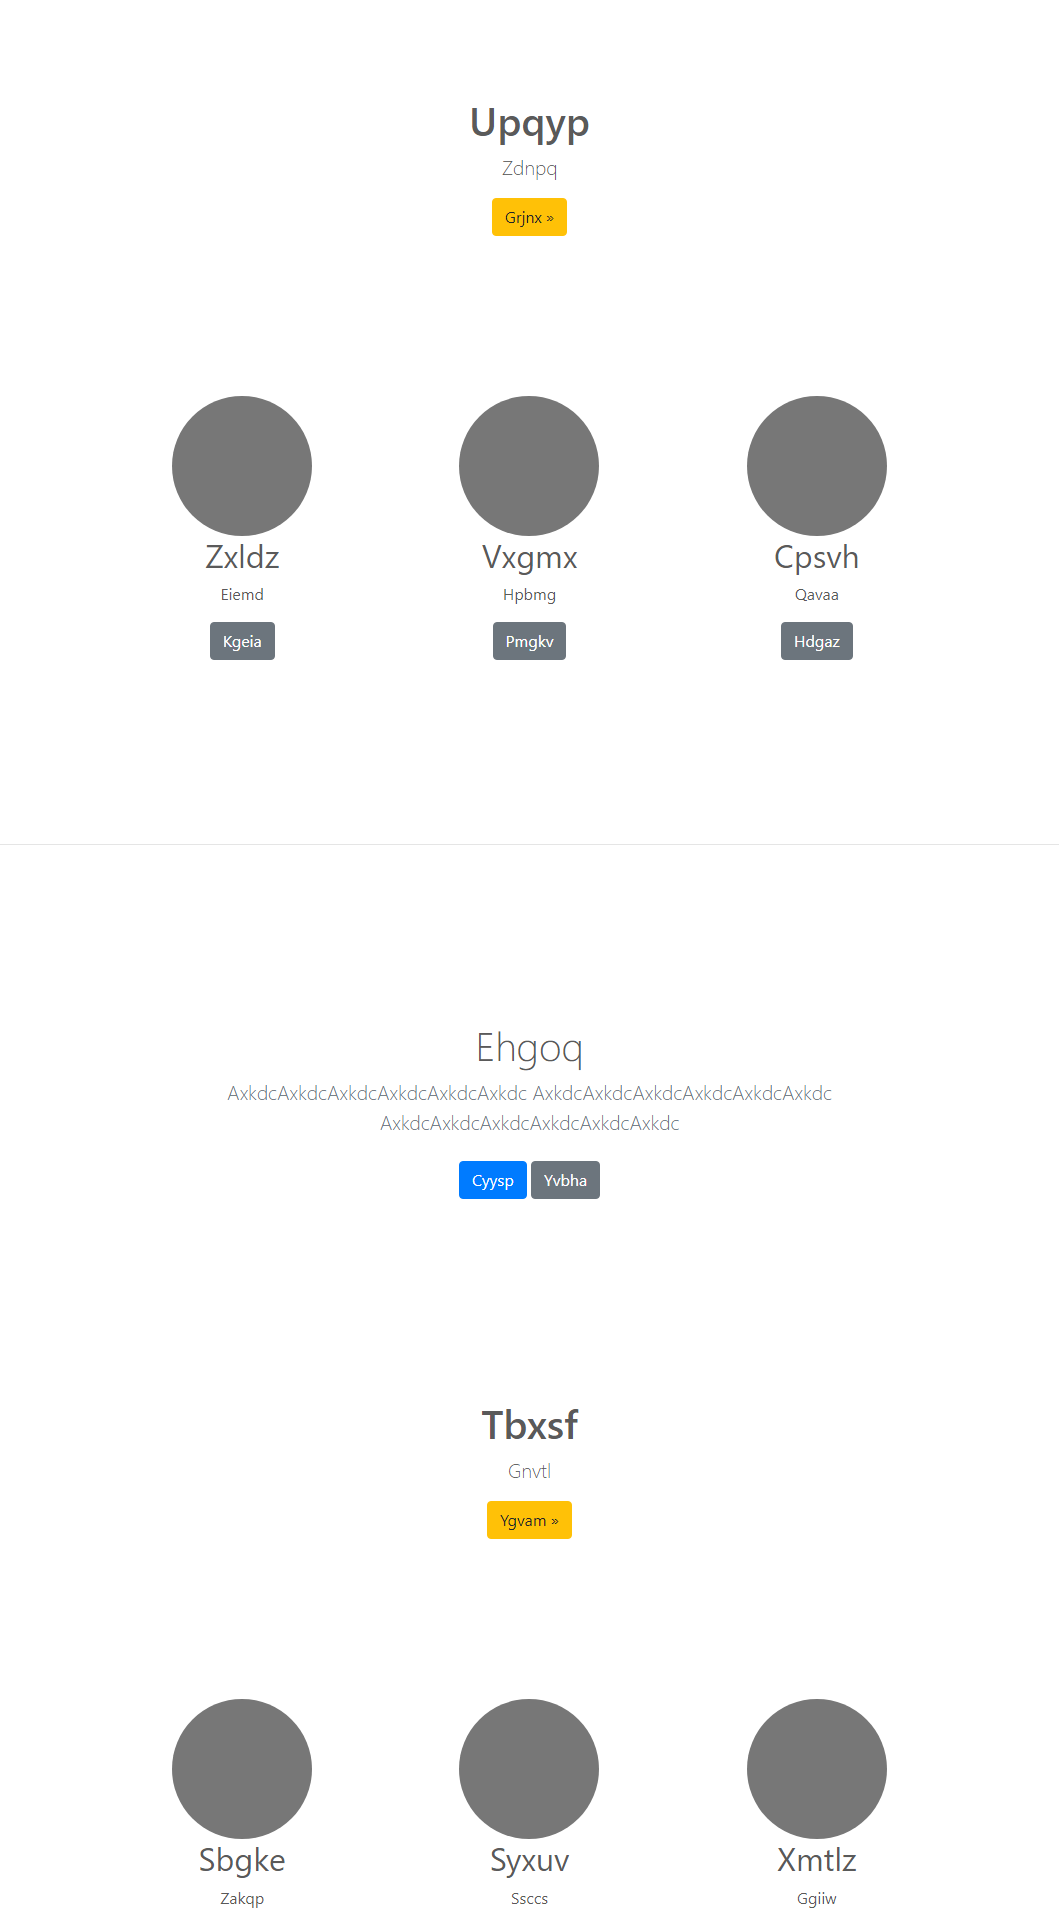 Upqyp
Zdnpq
Grjnx »
Zxldz
Vxgmx
Cpsvh
Eiemd
Hpbmg
Qavaa
Kgeia
Pmgkv
Hdgaz
Ehgoq
AxkdcAxkdcAxkdcAxkdcAxkdcAxkdc AxkdcAxkdcAxkdcAxkdcAxkdcAxkdc
AxkdcAxkdcAxkdcAxkdcAxkdcAxkdc
Cyysp Yvbha
Tbxsf
Gnvtl
Ygvam »
Sbgke
Syxuv
Xmtlz
Zakqp
Ssccs
Ggiiw